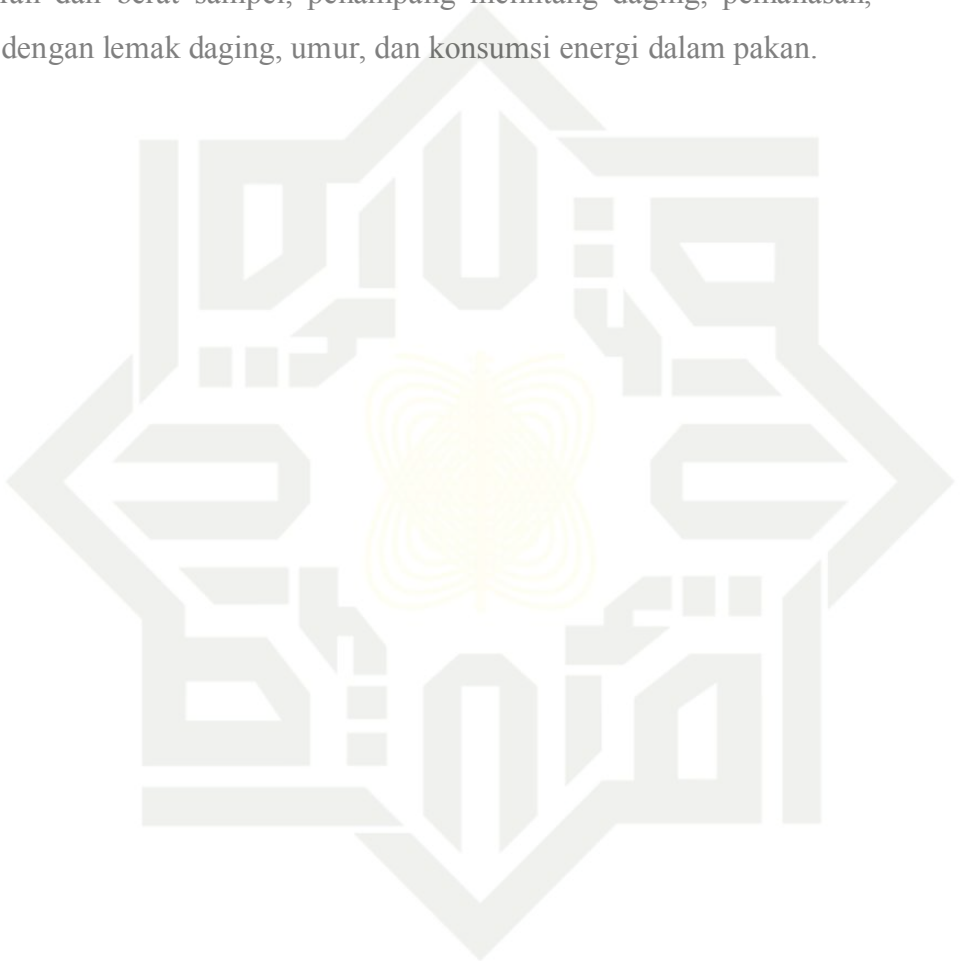 dan berat sampel, penampang melintang daging, pemanasan,
dengan lemak daging, umur, dan konsumsi energi dalam pakan.